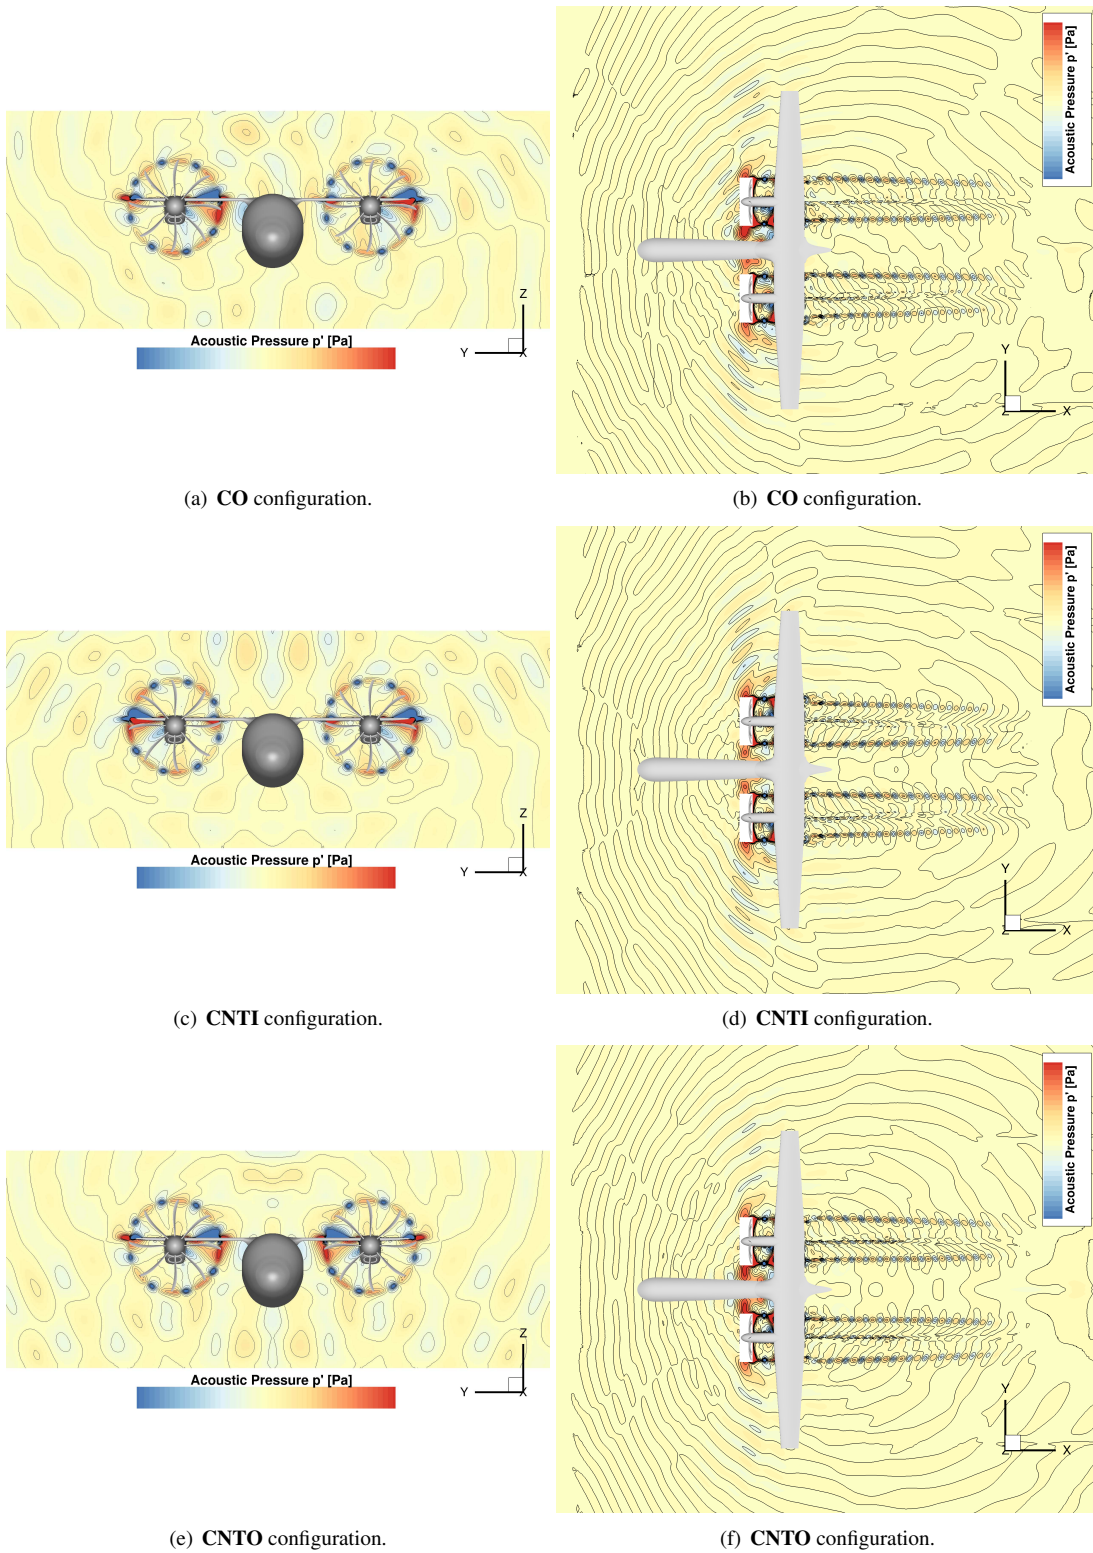 Acoustic Pressure p' [Pa]
Z
Y
X
Acoustic Pressure p' [Pa]
Y
Z
X
(a) CO configuration.
(b) CO configuration.
Acoustic Pressure p' [Pa]
Z
Y
X
Acoustic Pressure p' [Pa]
Y
Z
X
(c) CNTI configuration.
(d) CNTI configuration.
Acoustic Pressure p' [Pa]
Z
Y
X
Acoustic Pressure p' [Pa]
Y
Z
X
(e) CNTO configuration.
(f) CNTO configuration.